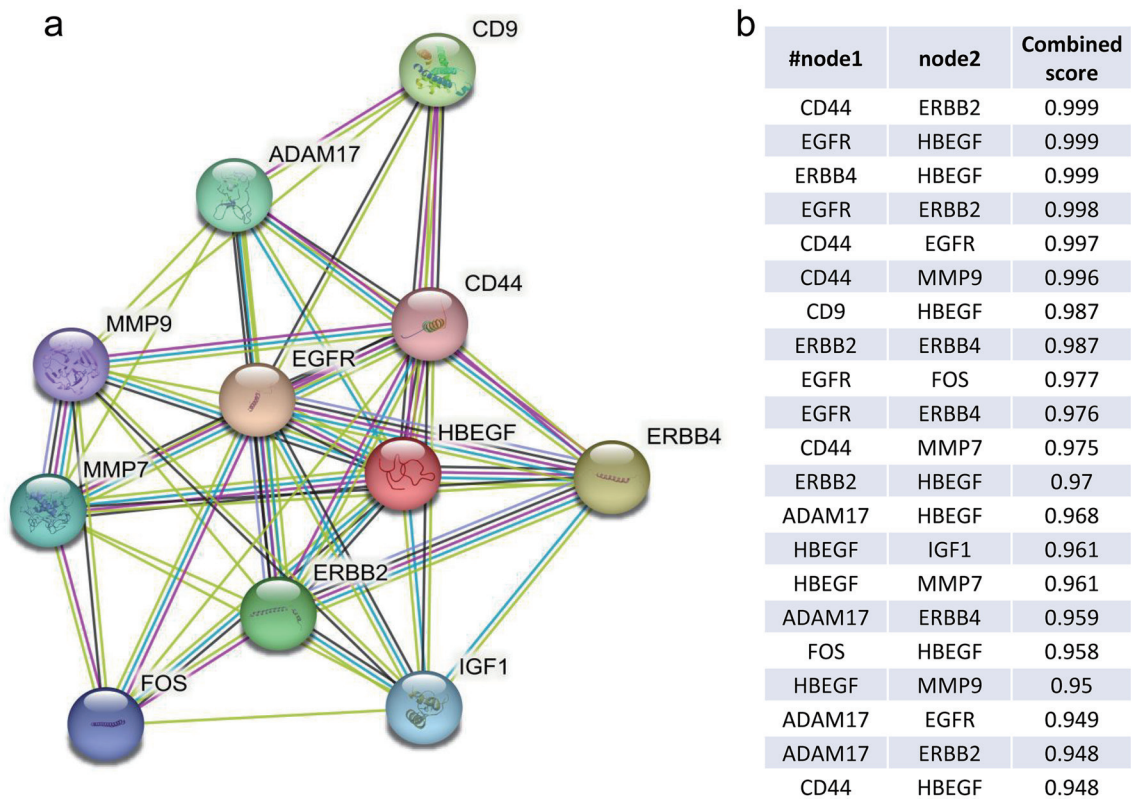 a
CD9
ADAM17
CD44
MMP9
EGFR
HBEGF
ERBB4
MMP7
ERBB2
IGF1
FOS
b
#node1 node2 Combined score
CD44 ERBB2 0.999
EGFR HBEGF 0.999
ERBB4 HBEGF 0.999
EGFR ERBB2 0.998
CD44 EGFR 0.997
CD44 MMP9 0.996
CD9 HBEGF 0.987
ERBB2 ERBB4 0.987
EGFR FOS 0.977
EGFR ERBB4 0.976
CD44 MMP7 0.975
ERBB2 HBEGF 0.97
ADAM17 HBEGF 0.968
HBEGF IGF1 0.961
HBEGF MMP7 0.961
ADAM17 ERBB4 0.959
FOS HBEGF 0.958
HBEGF MMP9 0.95
ADAM17 EGFR 0.949
ADAM17 ERBB2 0.948
CD44 HBEGF 0.948